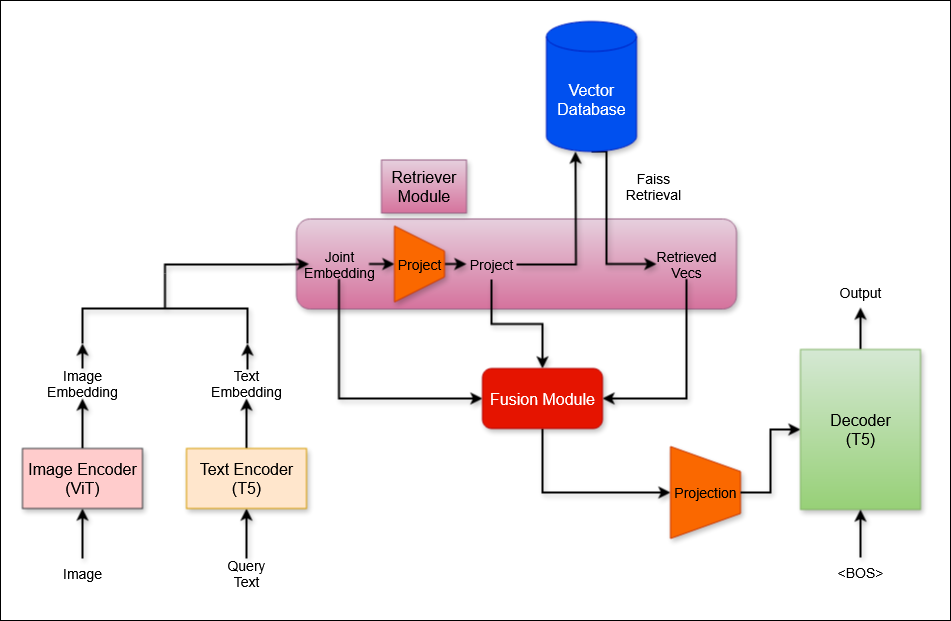 Vector
Database
Retriever
Module
Faiss
Retrieval
Joint
Embedding
Project
Project
Retrieved
Vecs
Output
Image
Embedding
Text
Embedding
Fusion Module
Decoder
(T5)
Image Encoder
(ViT)
Text Encoder
(T5)
Projection
Image
Query
Text
<BOS>